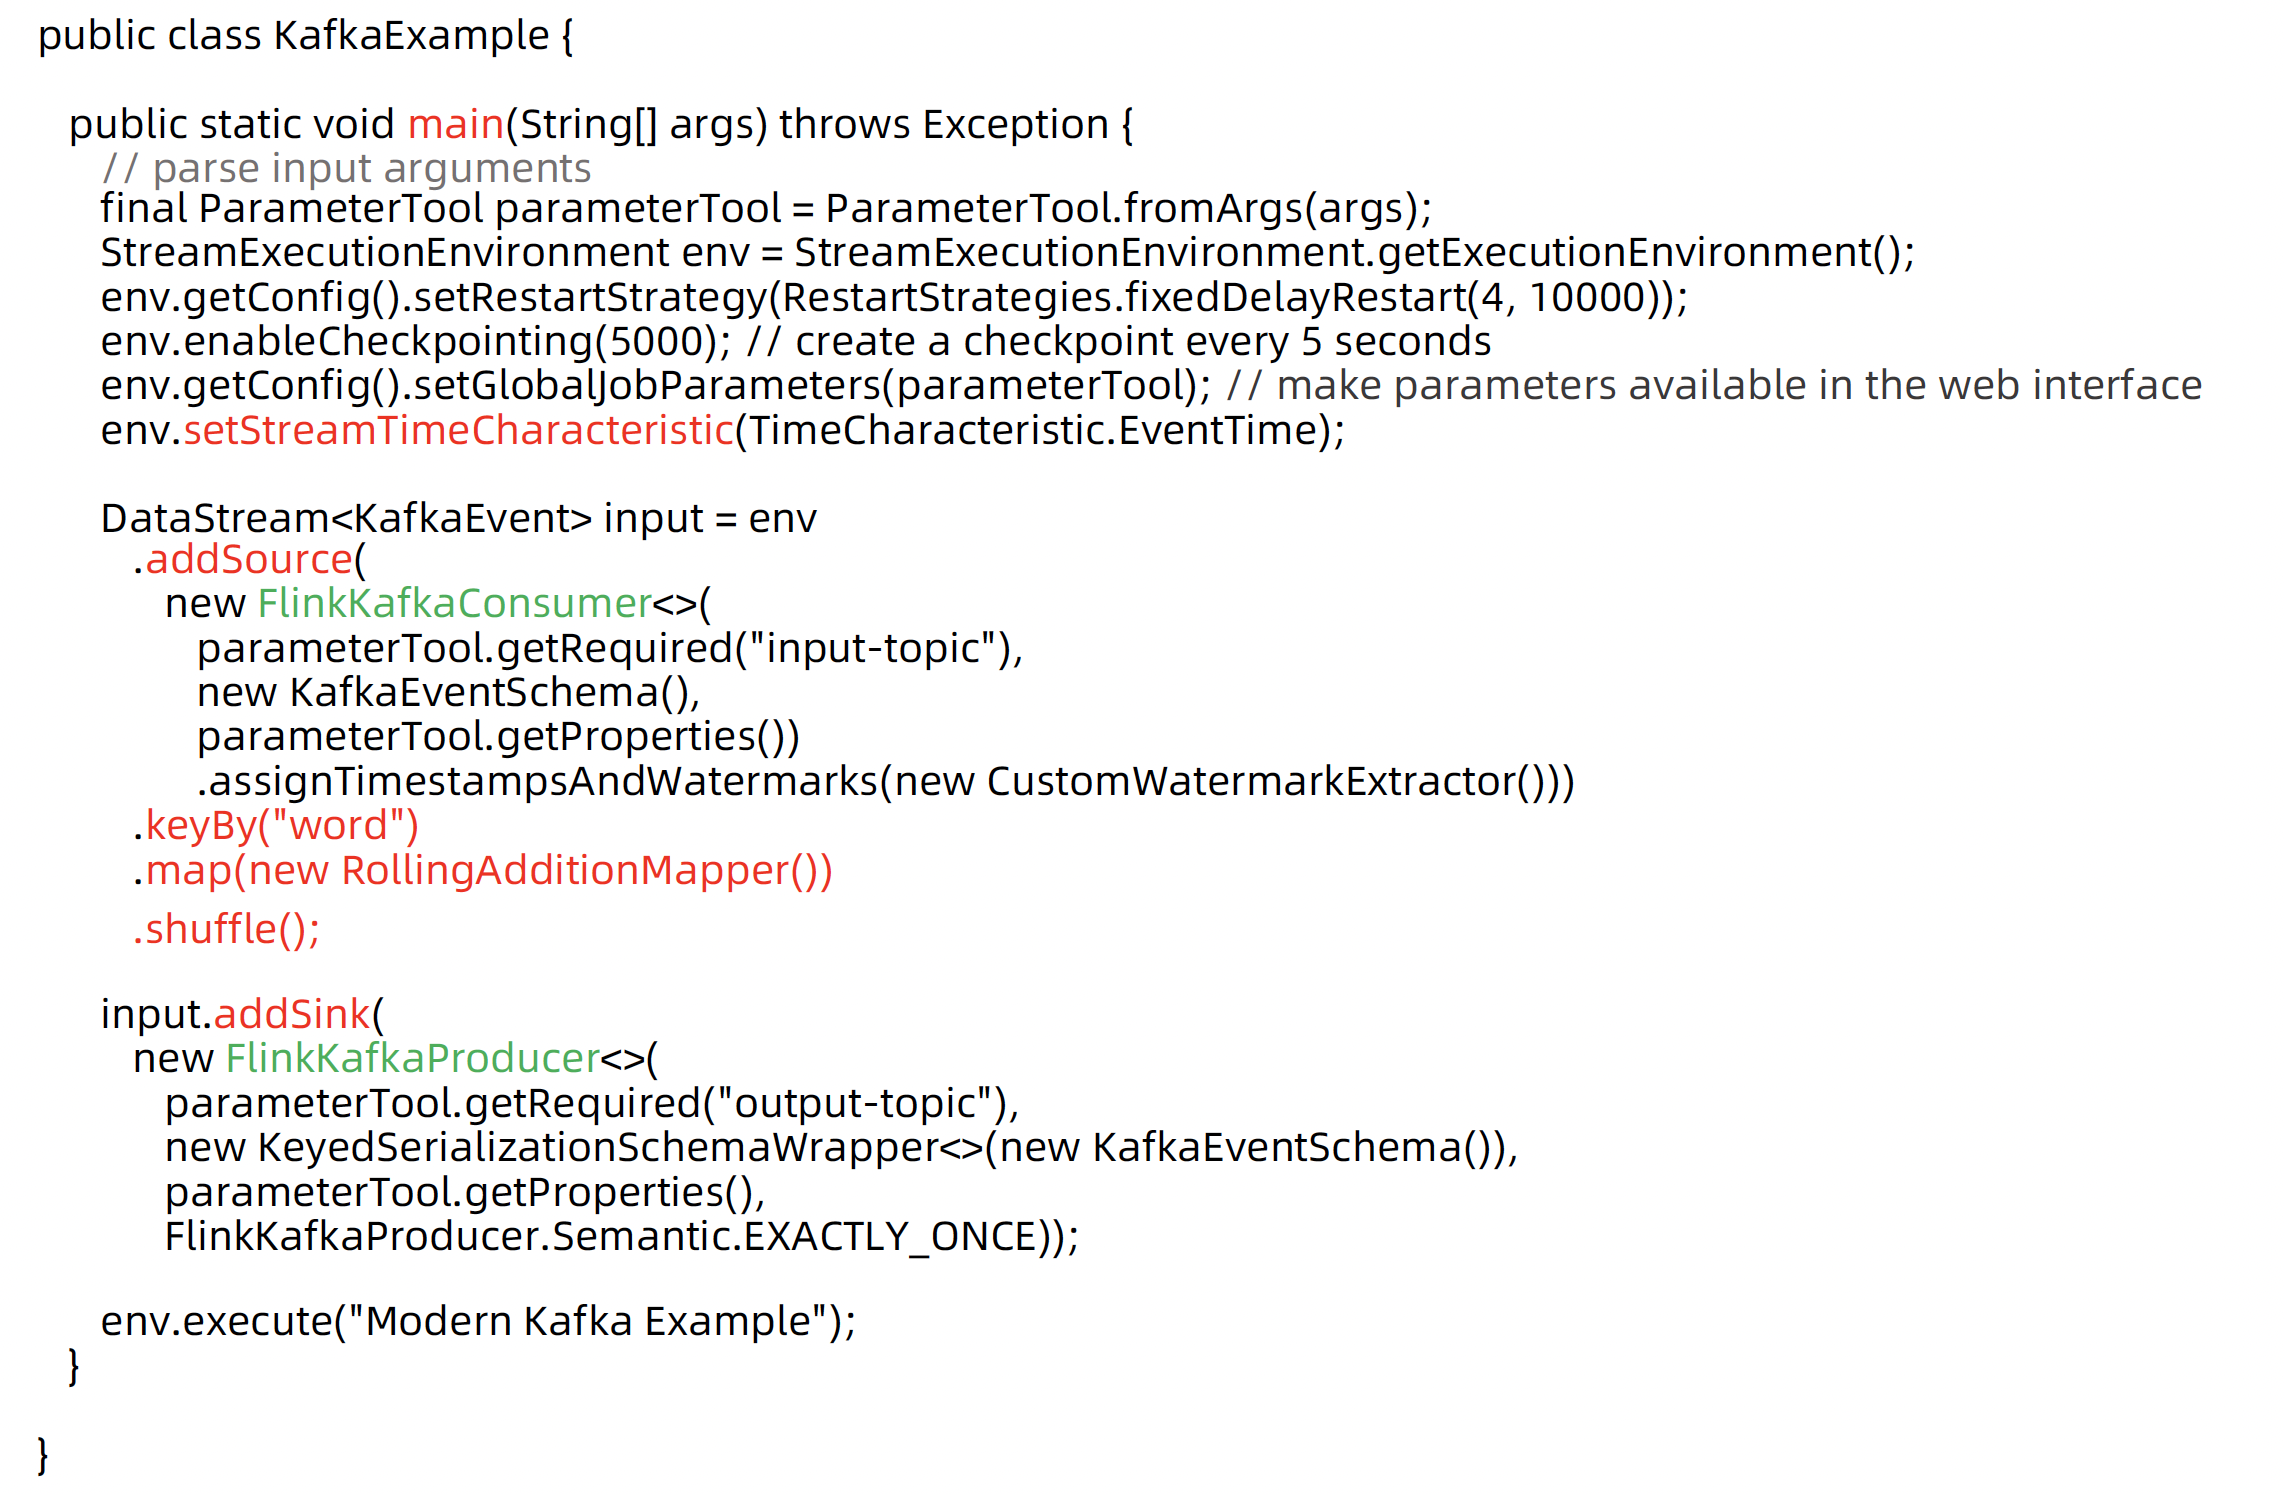 public class KafkaExample {
public static void main(String[] args) throws Exception {
// parse input arguments
final ParameterTool parameterTool = ParameterTool.fromArgs(args);
StreamExecutionEnvironment env = StreamExecutionEnvironment.getExecutionEnvironment();
env.getConfig().setRestartStrategy(RestartStrategies.fixedDelayRestart(4, 10000));
env.enableCheckpointing(5000); // create a checkpoint every 5 seconds
env.getConfig().setGlobalJobParameters(parameterTool); // make parameters available in the web interface
env.setStreamTimeCharacteristic(TimeCharacteristic.EventTime);
DataStream<KafkaEvent> input = env
.addSource(
new FlinkKafkaConsumer<>(
parameterTool.getRequired("input-topic"),
new KafkaEventSchema(),
parameterTool.getProperties())
.assignTimestampsAndWatermarks(new CustomWatermarkExtractor()))
.keyBy("word")
.map(new RollingAdditionMapper())
.shuffle();
input.addSink(
new FlinkKafkaProducer<>(
parameterTool.getRequired("output-topic"),
new KeyedSerializationSchemaWrapper<>(new KafkaEventSchema()),
parameterTool.getProperties(),
FlinkKafkaProducer.Semantic.EXACTLY_ONCE));
env.execute("Modern Kafka Example");
}
}